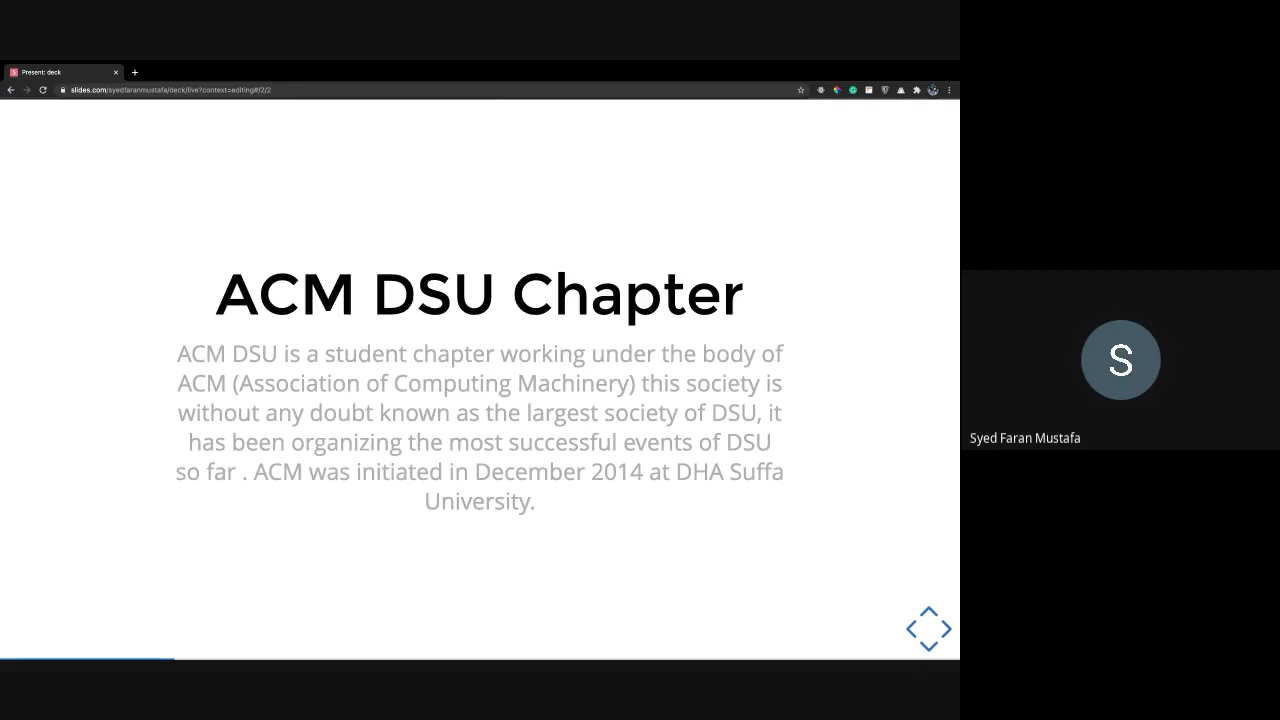 Present: deck
slides.com/syedfaranmustafa/deck/live?context=editing#/2/2
ACM DSU Chapter
ACM DSU is a student chapter working under the body of
ACM (Association of Computing Machinery) this society is
without any doubt known as the largest society of DSU, it
has been organizing the most successful events of DSU
so far . ACM was initiated in December 2014 at DHA Suffa
University.
S
Syed Faran Mustafa